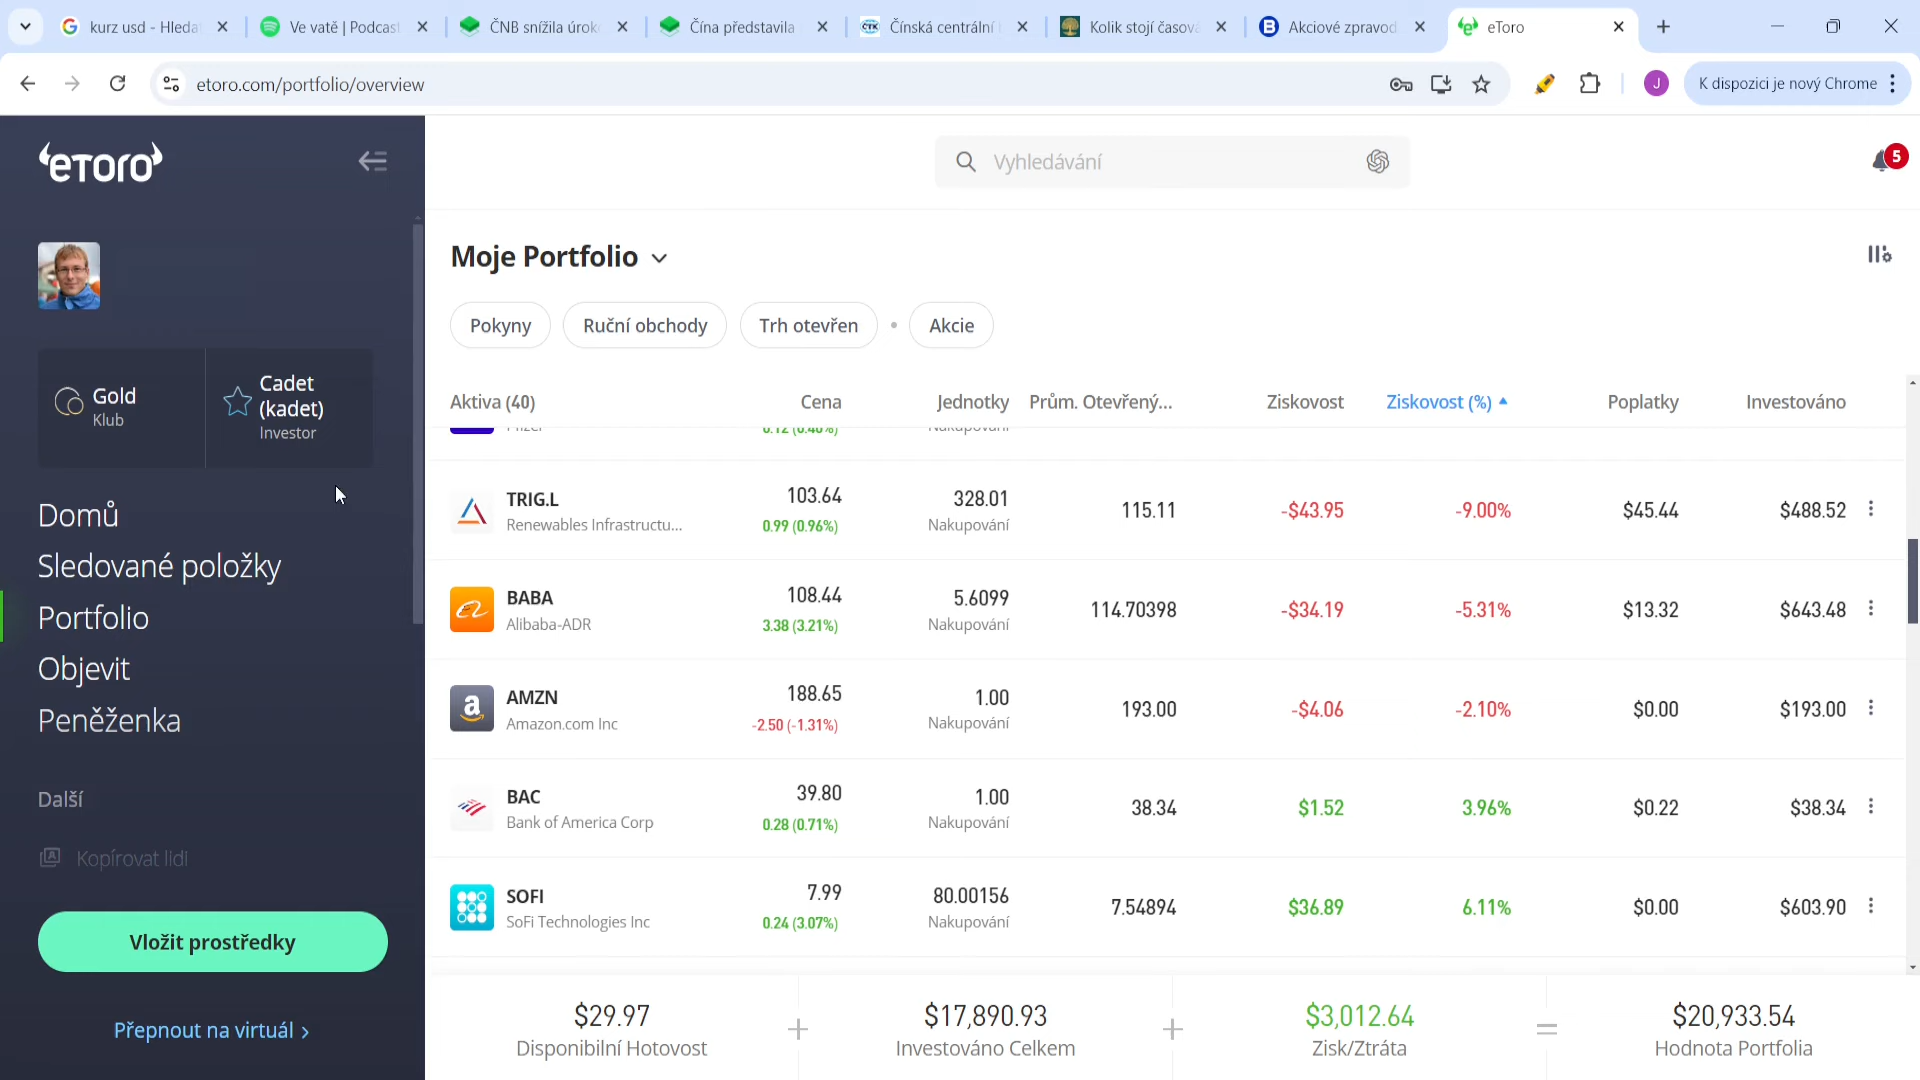 kurz usd - Hleda
Ve vatě | Podcast
ČNB snížila úrok
Čína představila
ČTK
Čínská centrální
Kolik stojí časova
B
Akciové zpravod
eToro
etoro.com/portfolio/overview
J
K dispozici je nový Chrome
eTORO
Vyhledávání
5
Moje Portfolio
Pokyny
Ruční obchody
Trh otevřen
Akcie
Gold
Klub
Cadet
(kadet)
Investor
Domů
Sledované položky
Portfolio
Objevit
Peněženka
Další
Kopírovat lidi
Vložit prostředky
Přepnout na virtuál
Aktiva (40) Cena Jednotky Prům. Otevřený... Ziskovost Ziskovost (%) Poplatky Investováno
Pfizer 0.12 (0.40%) Nakupování
TRIG.L 103.64 328.01 115.11 -$43.95 -9.00% $45.44 $488.52
Renewables Infrastructu... 0.99 (0.96%) Nakupování
BABA 108.44 5.6099 114.70398 -$34.19 -5.31% $13.32 $643.48
Alibaba-ADR 3.38 (3.21%) Nakupování
AMZN 188.65 1.00 193.00 -$4.06 -2.10% $0.00 $193.00
Amazon.com Inc -2.50 (-1.31%) Nakupování
BAC 39.80 1.00 38.34 $1.52 3.96% $0.22 $38.34
Bank of America Corp 0.28 (0.71%) Nakupování
SOFI 7.99 80.00156 7.54894 $36.89 6.11% $0.00 $603.90
SoFi Technologies Inc 0.24 (3.07%) Nakupování
$29.97 + $17,890.93 + $3,012.64 = $20,933.54
Disponibilní Hotovost Investováno Celkem Zisk/Ztráta Hodnota Portfolia